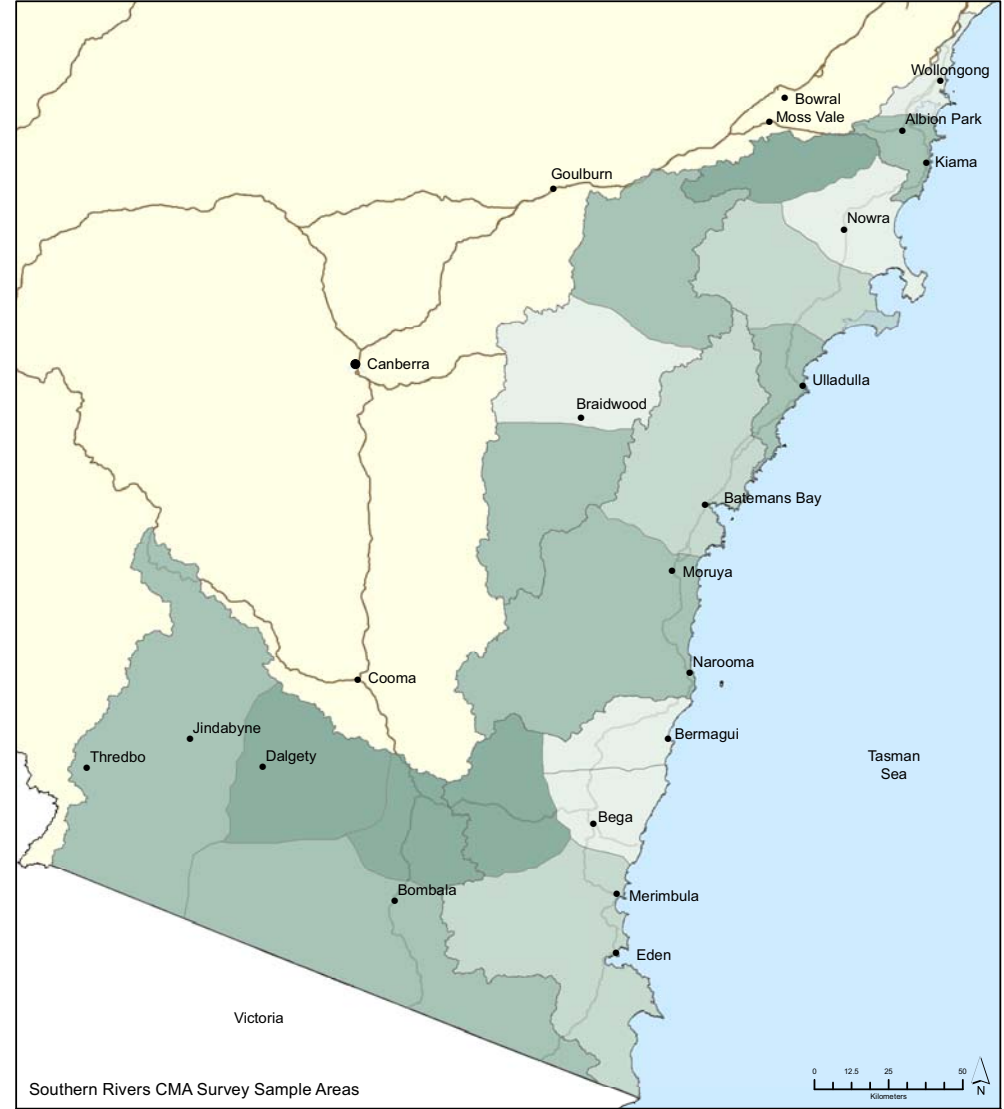 Wollongong
Bowral
Moss Vale
Albion Park
Kiama
Goulburn
Nowra
Canberra
Ulladulla
Braidwood
Batemans Bay
Moruya
Narooma
Cooma
Jindabyne
Bermagui
Thredbo
Dalgety
Tasman
Sea
Bega
Bombala
Merimbula
Eden
Victoria
Southern Rivers CMA Survey Sample Areas
0 12.5 25 50
Kilometers
N